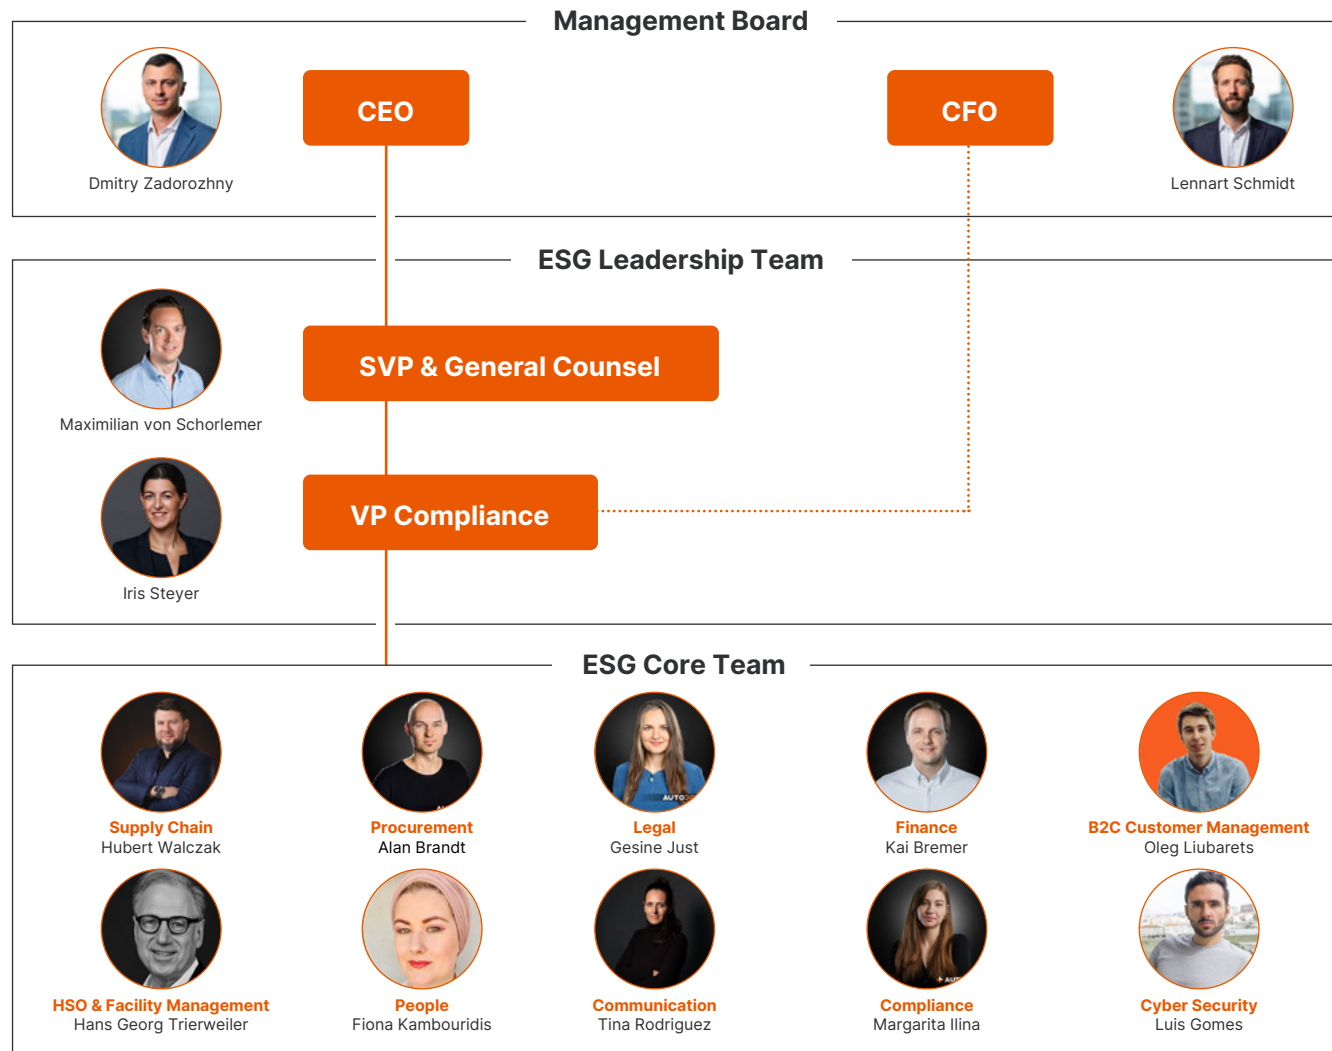 Management Board
CEO
CFO
Dmitry Zadorozhny
Lennart Schmidt
ESG Leadership Team
SVP & General Counsel
Maximilian von Schorlemer
VP Compliance
Iris Steyer
ESG Core Team
Supply Chain
Hubert Walczak
Procurement
Alan Brandt
Legal
Gesine Just
Finance
Kai Bremer
B2C Customer Management
Oleg Liubarets
HSO & Facility Management
Hans Georg Trierweiler
People
Fiona Kambouridis
Communication
Tina Rodriguez
Compliance
Margarita Ilina
Cyber Security
Luis Gomes